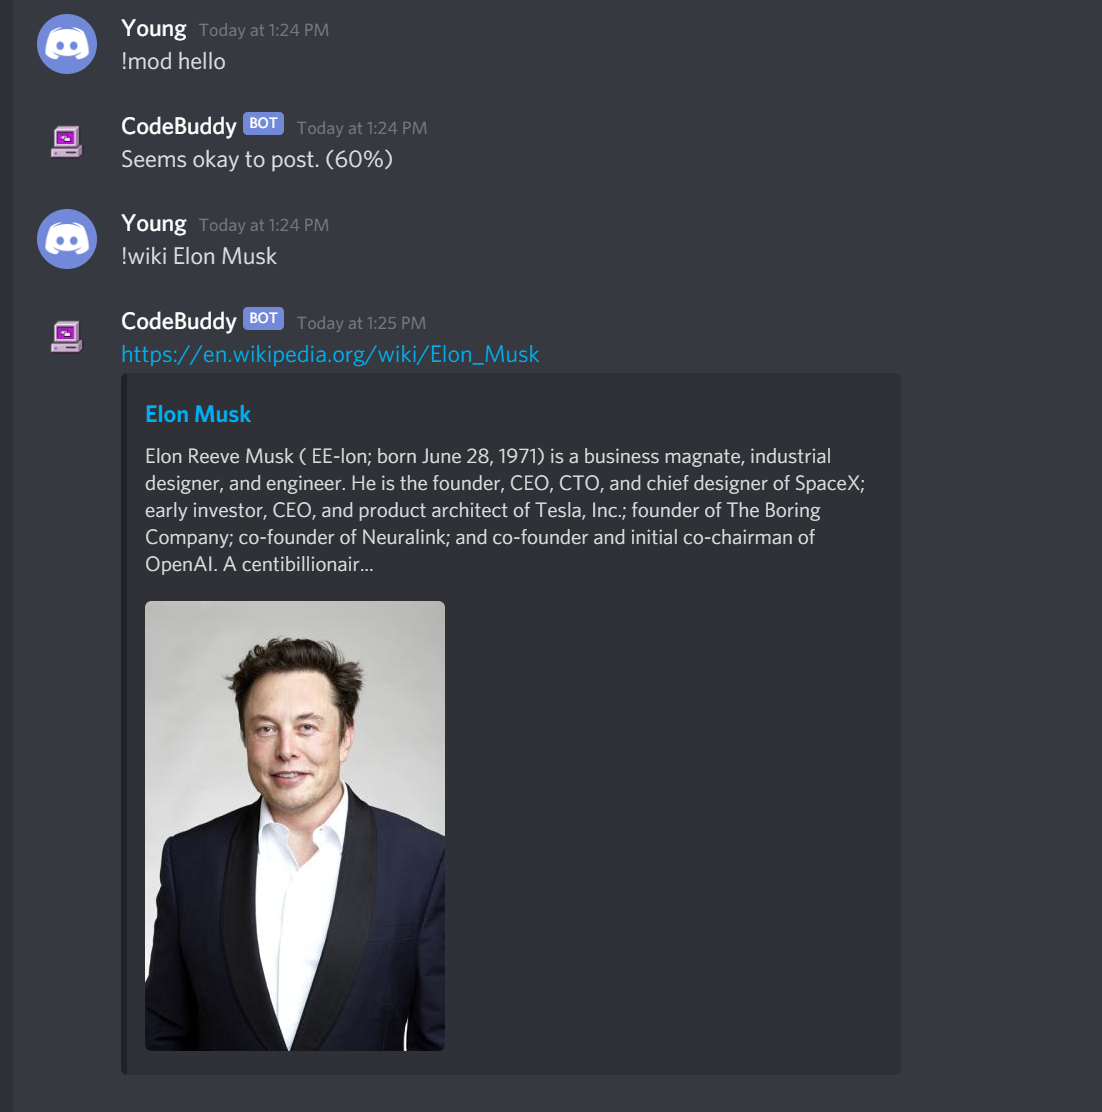 Young Today at 1:24 PM
!mod hello
CodeBuddy BOT Today at 1:24 PM
Seems okay to post. (60%)
Young Today at 1:24 PM
!wiki Elon Musk
CodeBuddy BOT Today at 1:25 PM
https://en.wikipedia.org/wiki/Elon_Musk
Elon Musk
Elon Reeve Musk ( EE-lon; born June 28, 1971) is a business magnate, industrial
designer, and engineer. He is the founder, CEO, CTO, and chief designer of SpaceX;
early investor, CEO, and product architect of Tesla, Inc.; founder of The Boring
Company; co-founder of Neuralink; and co-founder and initial co-chairman of
OpenAI. A centibillionair...